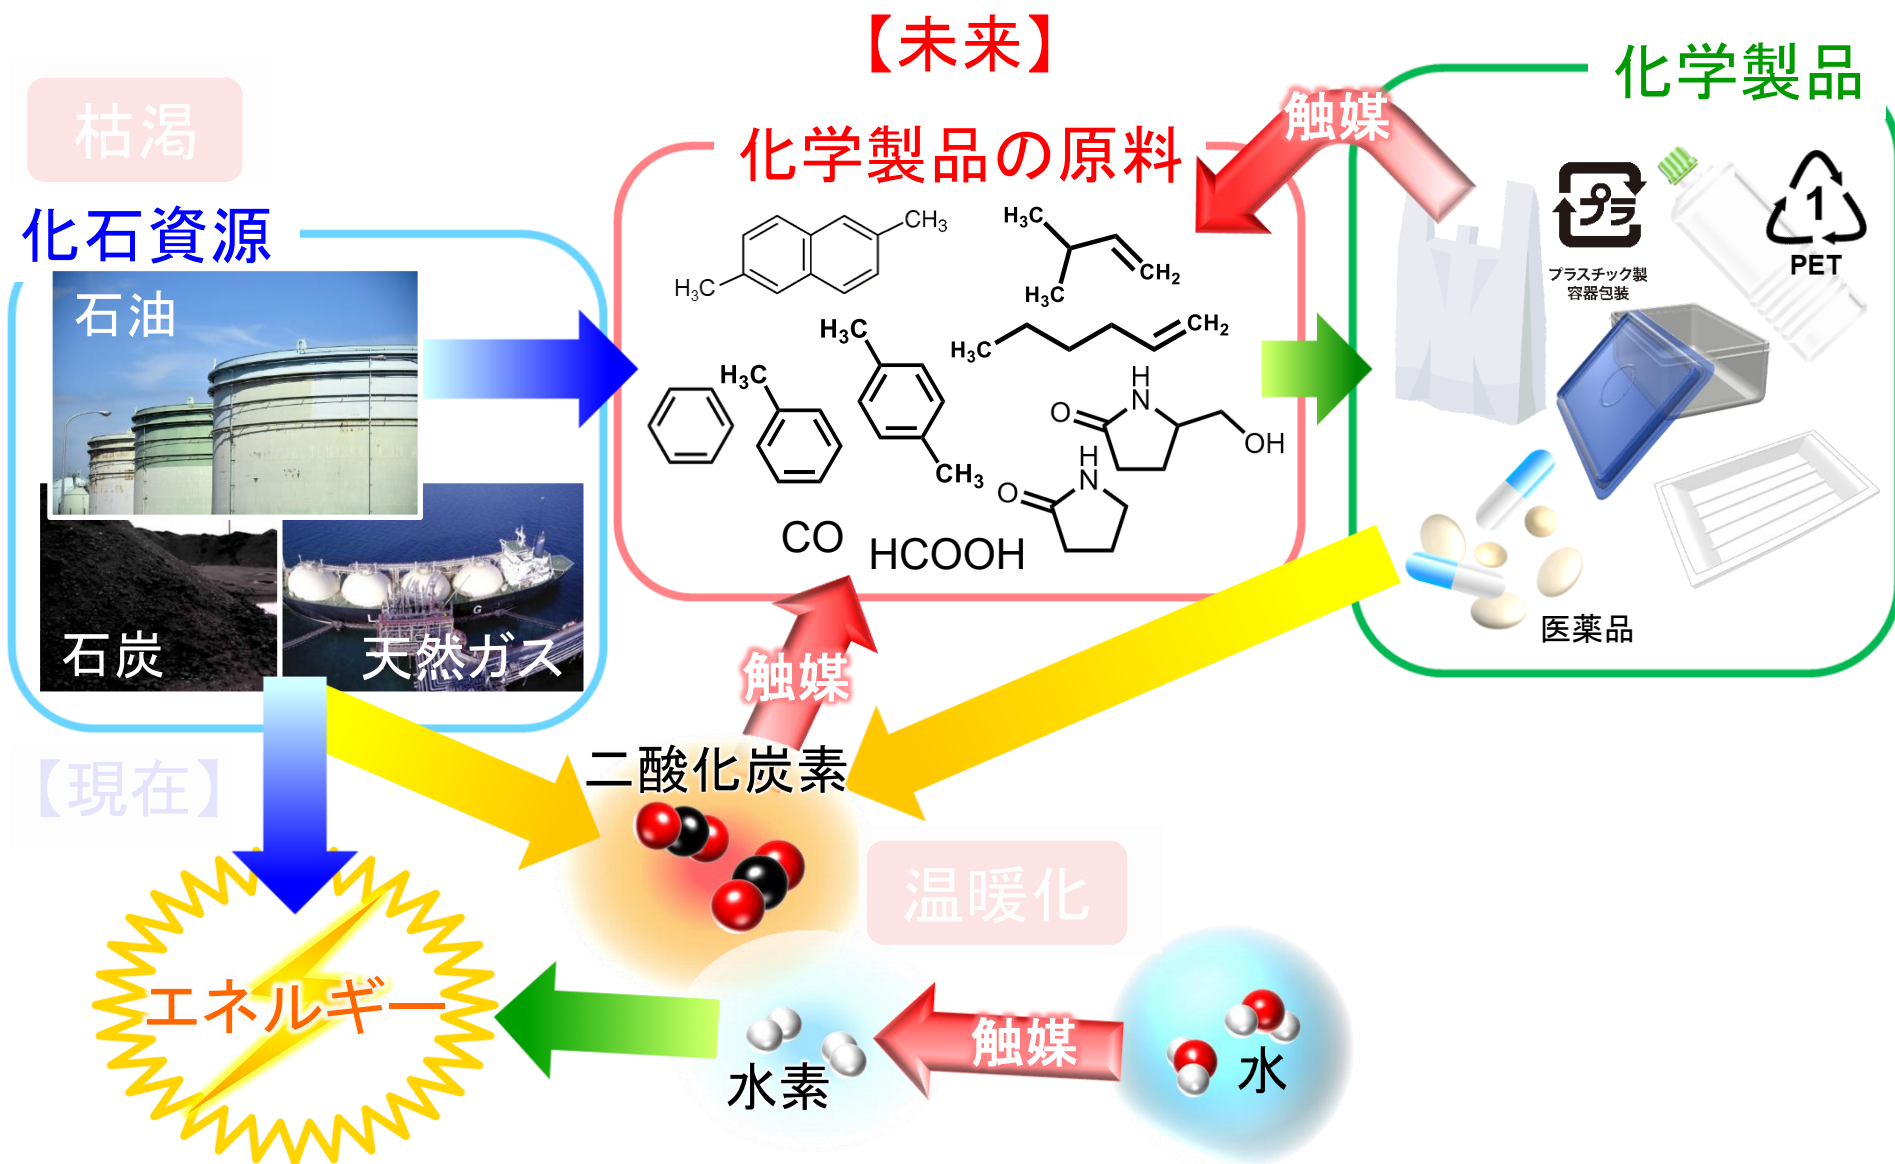 【未来】
枯渇
化学製品
触媒
化学製品の原料
化石資源
石油
石炭
天然ガス
CH₃
H₃C
H₃C
H₃C
CH₂
H₃C
CH₂
H₃C
CH₃
H₃C
H
N
O
OH
H
N
O
CO
HCOOH
プラ
プラスチック製
容器包装
1
PET
医薬品
触媒
二酸化炭素
【現在】
温暖化
エネルギー
水素
触媒
水
G